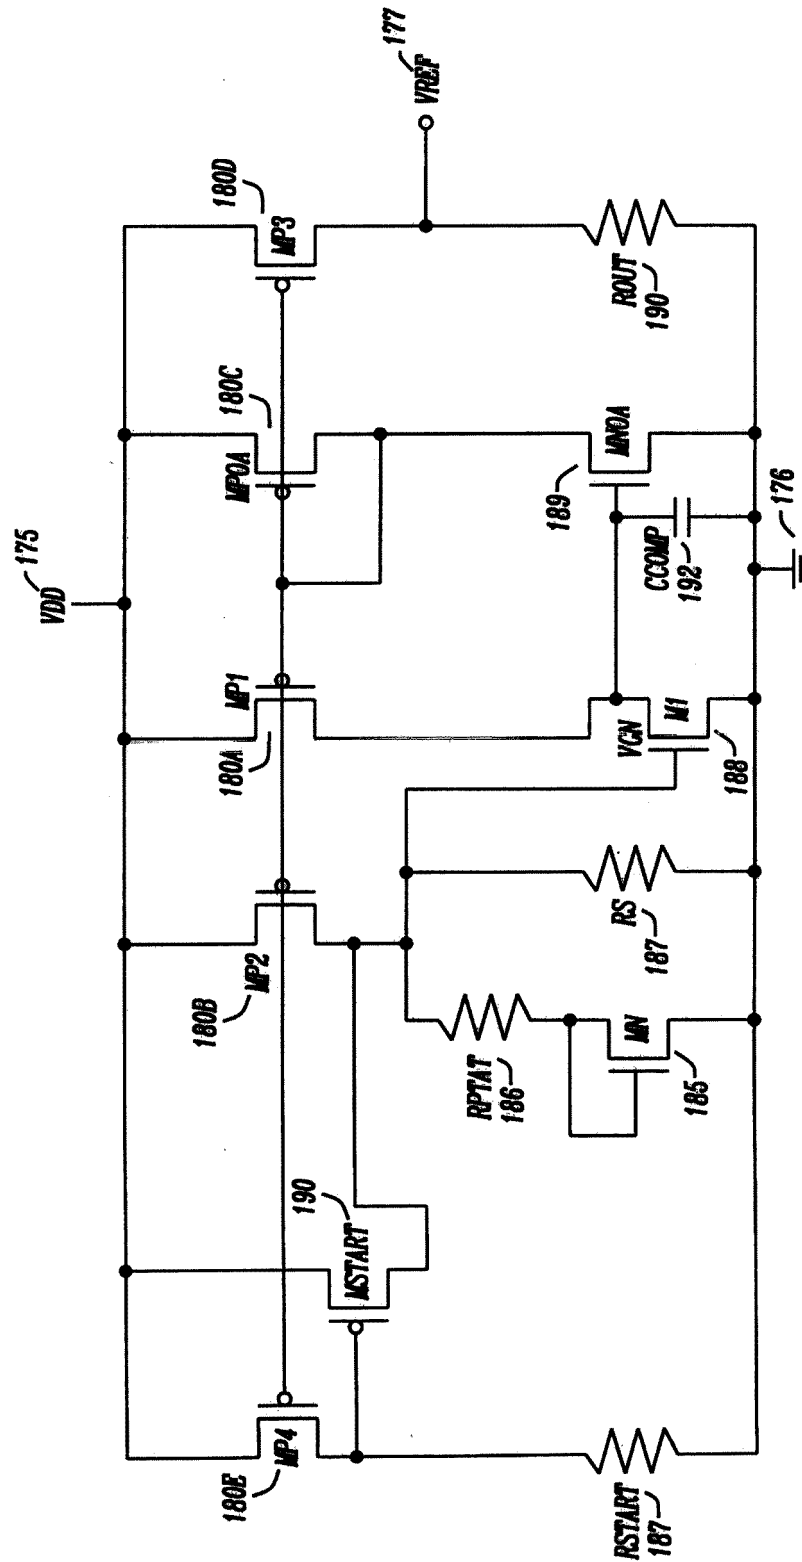 VDD
175
180E
MP4
MSTART
190
180B
MP2
180A
MP1
MP0A
180C
MP3
180D
VREF
177
RPTAT
186
MN
185
RS
187
VGN
M1
188
189
MN0A
CCOMP
192
ROUT
190
RSTART
187
176